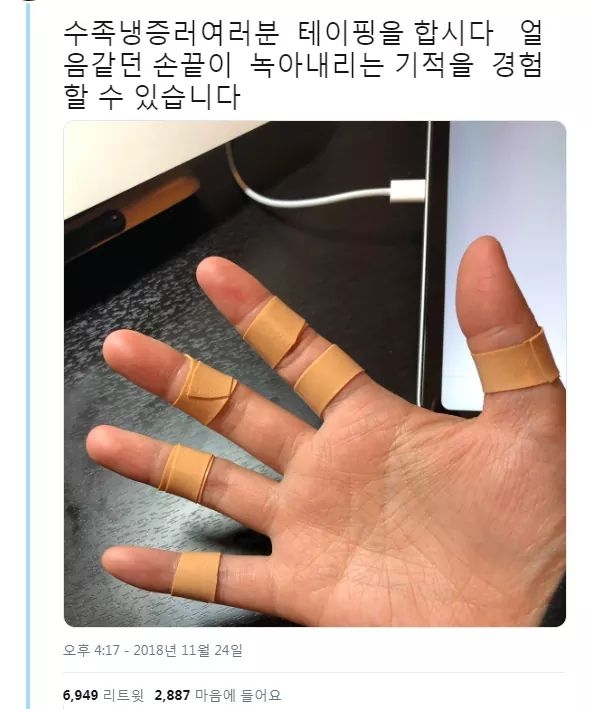 수족냉증러여러분 테이핑을 합시다 얼
음같던 손끝이 녹아내리는 기적을 경험
할 수 있습니다
오후 4:17 - 2018년 11월 24일
6,949 리트윗 2,887 마음에 들어요